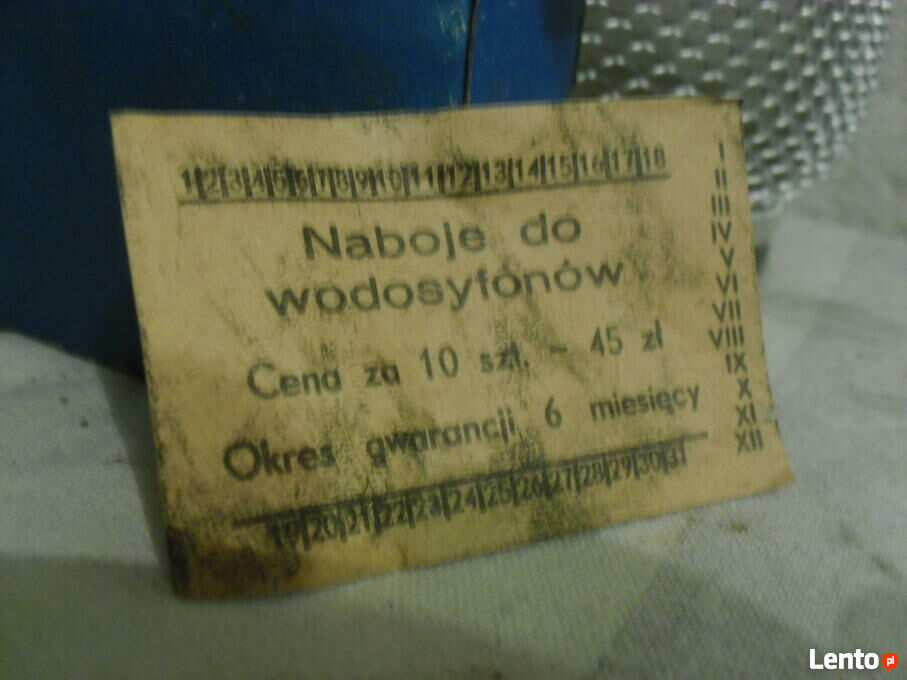 1|2|3|4|5|6|7|8|9|10|11|12|13|14|15|16|17|18
Naboje do
wodosyfonów
Cena za 10 szt. - 45 zł
Okres gwarancji 6 miesięcy
19|20|21|22|23|24|25|26|27|28|29|30|31
I
II
III
IV
V
VI
VII
VIII
IX
X
XI
XII
Lento.pl